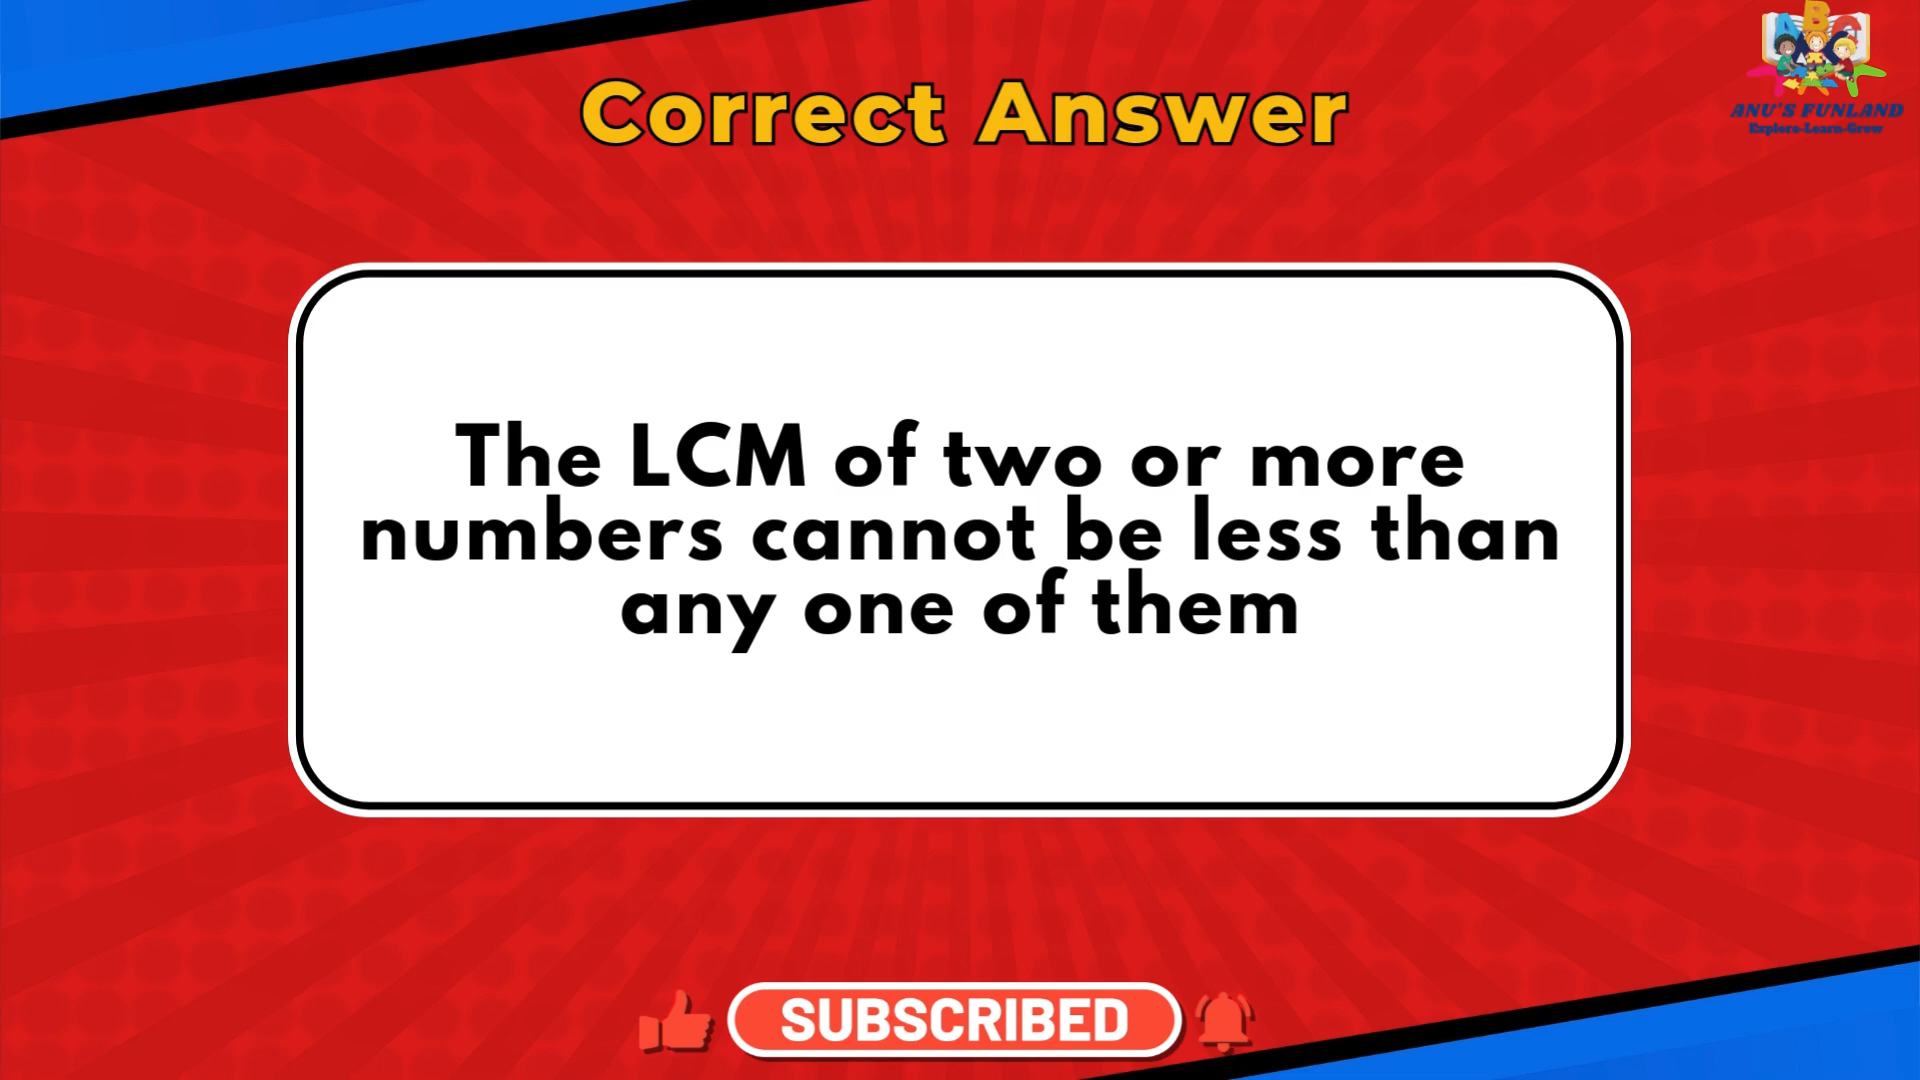 ABC
ANU'S FUNLAND
Explore-Learn-Grow
Correct Answer
The LCM of two or more
numbers cannot be less than
any one of them
SUBSCRIBED